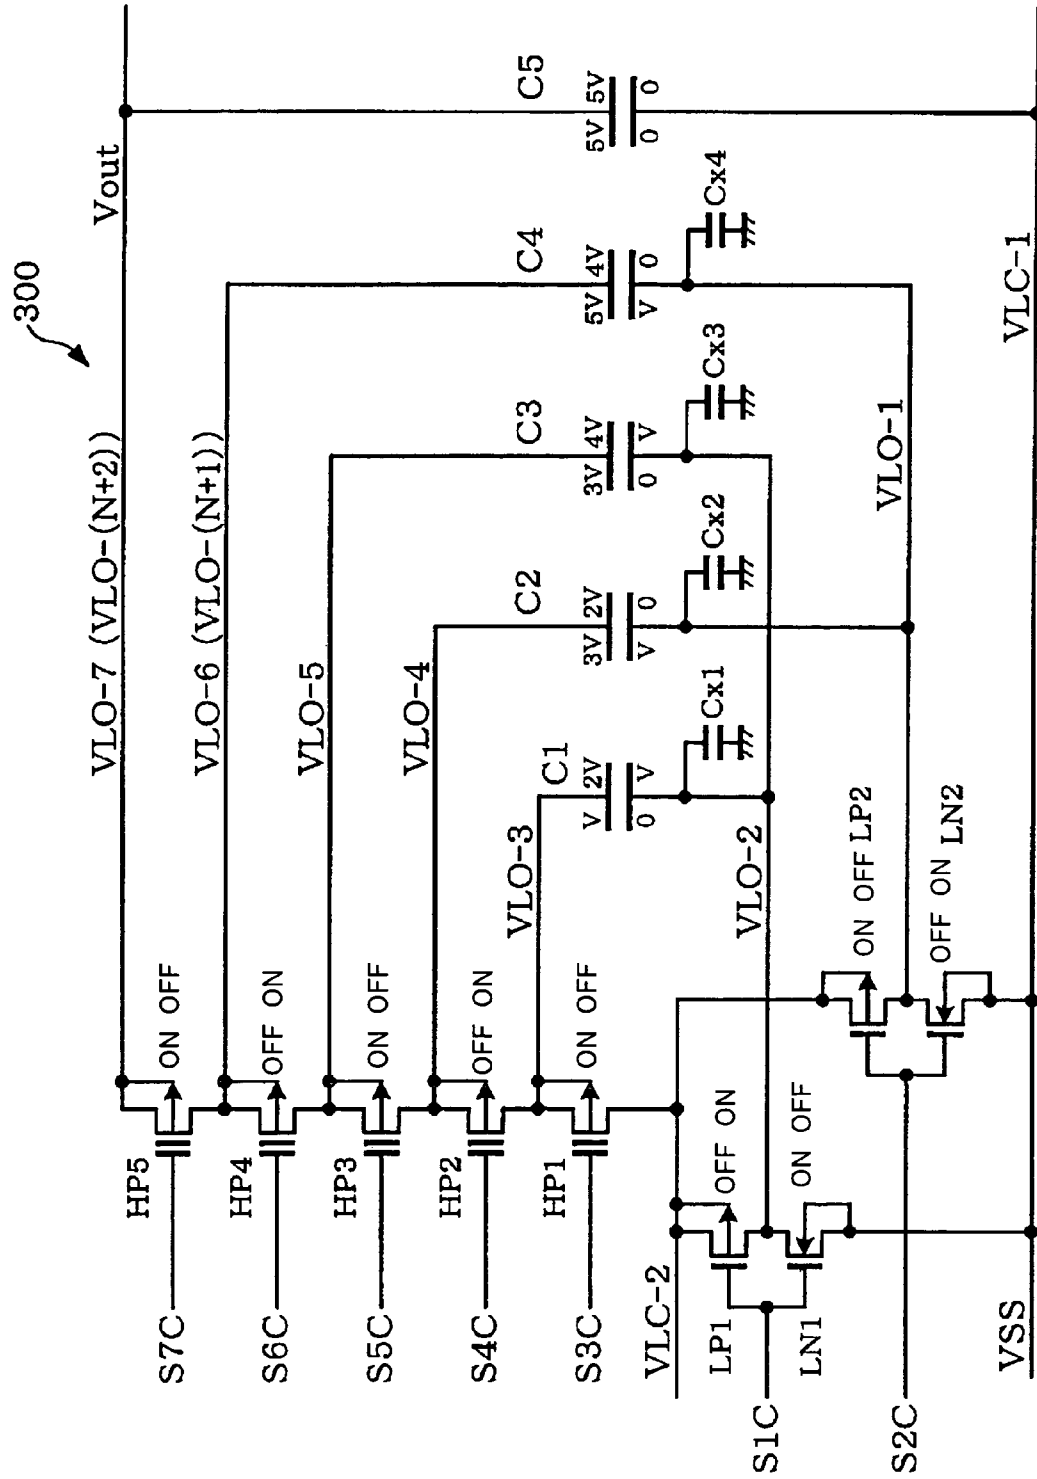 300
VLO-7 (VLO-(N+2))
Vout
VLO-6 (VLO-(N+1))
VLO-5
VLO-4
VLO-3
VLO-2
VLO-1
VLC-1
S7C
HP5
ON OFF
S6C
HP4
OFF ON
S5C
HP3
ON OFF
S4C
HP2
OFF ON
S3C
HP1
ON OFF
C1
V 2V
0 V
Cx1
C2
3V 2V
V 0
Cx2
C3
3V 4V
0 V
Cx3
C4
5V 4V
V 0
Cx4
C5
5V 5V
0 0
VLC-2
LP1
OFF ON
S1C
LN1
ON OFF
ON OFF LP2
OFF ON LN2
S2C
VSS